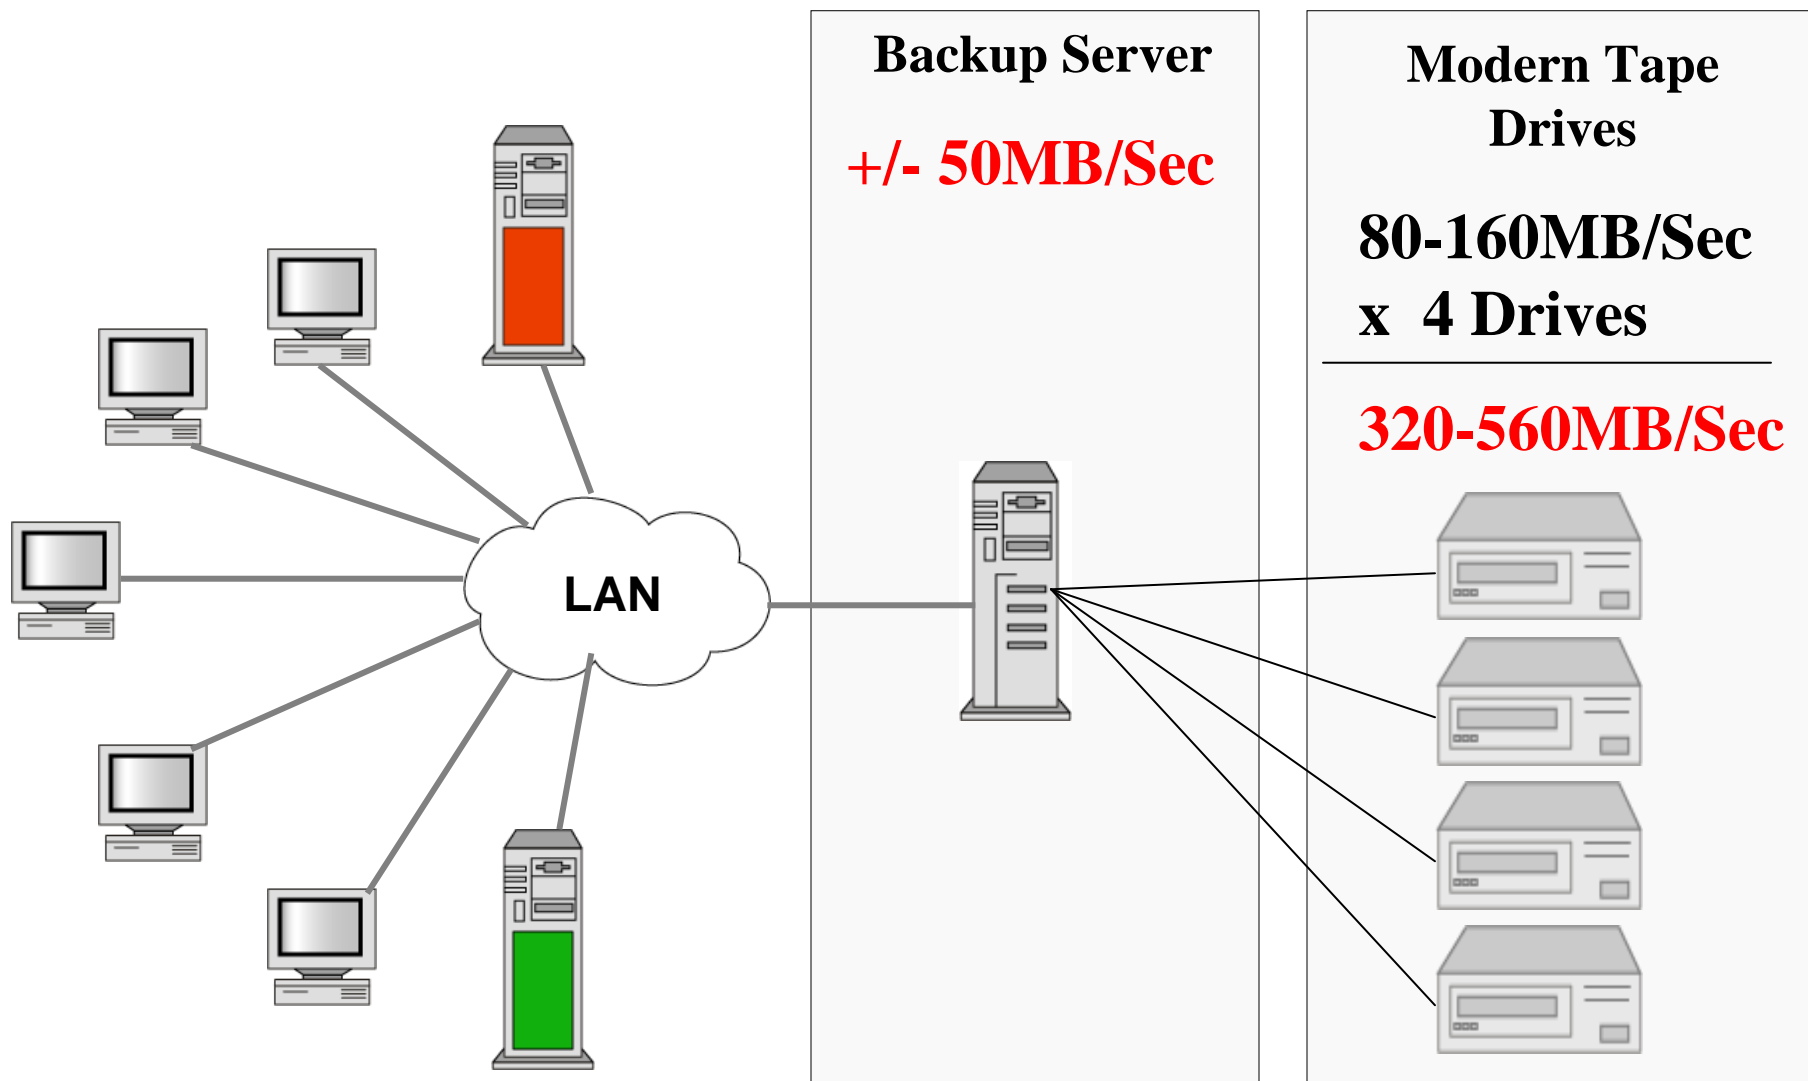 Backup Server
+/- 50MB/Sec
Modern Tape
Drives
80-160MB/Sec
x 4 Drives
320-560MB/Sec
LAN